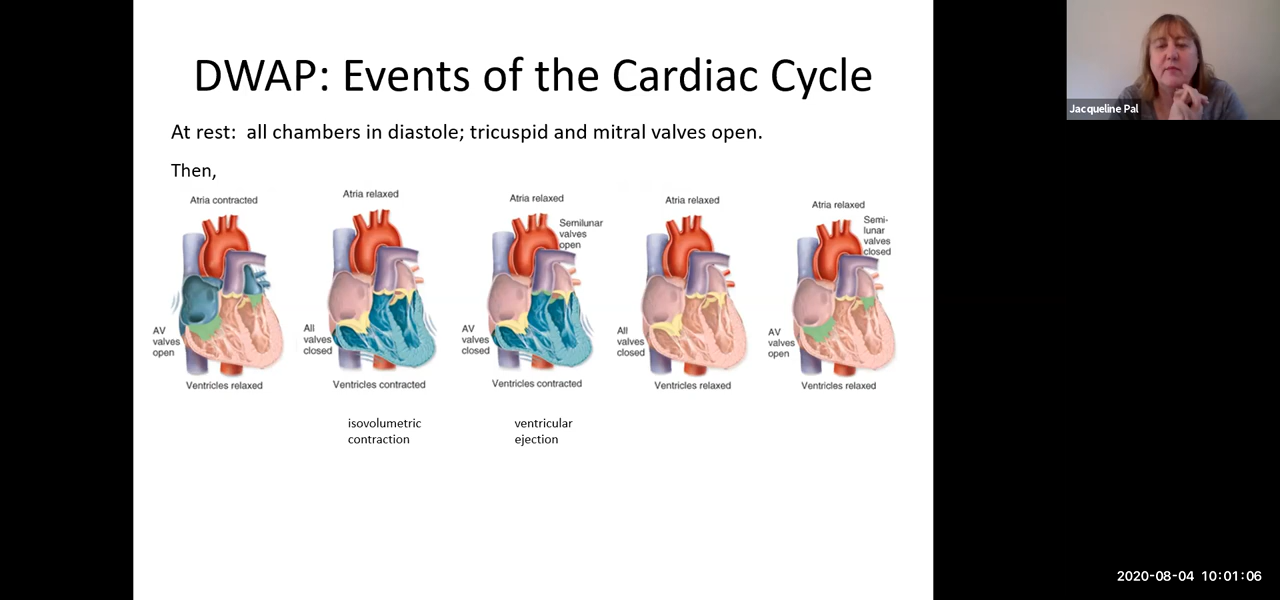 DWAP: Events of the Cardiac Cycle
At rest:  all chambers in diastole; tricuspid and mitral valves open.
Then,
Atria contracted
AV
valves
open
Ventricles relaxed
Atria relaxed
All
valves
closed
Ventricles contracted
isovolumetric
contraction
Atria relaxed
Semilunar
valves
open
AV
valves
closed
Ventricles contracted
ventricular
ejection
Atria relaxed
All
valves
closed
Ventricles relaxed
Atria relaxed
Semi-
lunar
valves
closed
AV
valves
open
Ventricles relaxed
Jacqueline Pal
2020-08-04 10:01:06